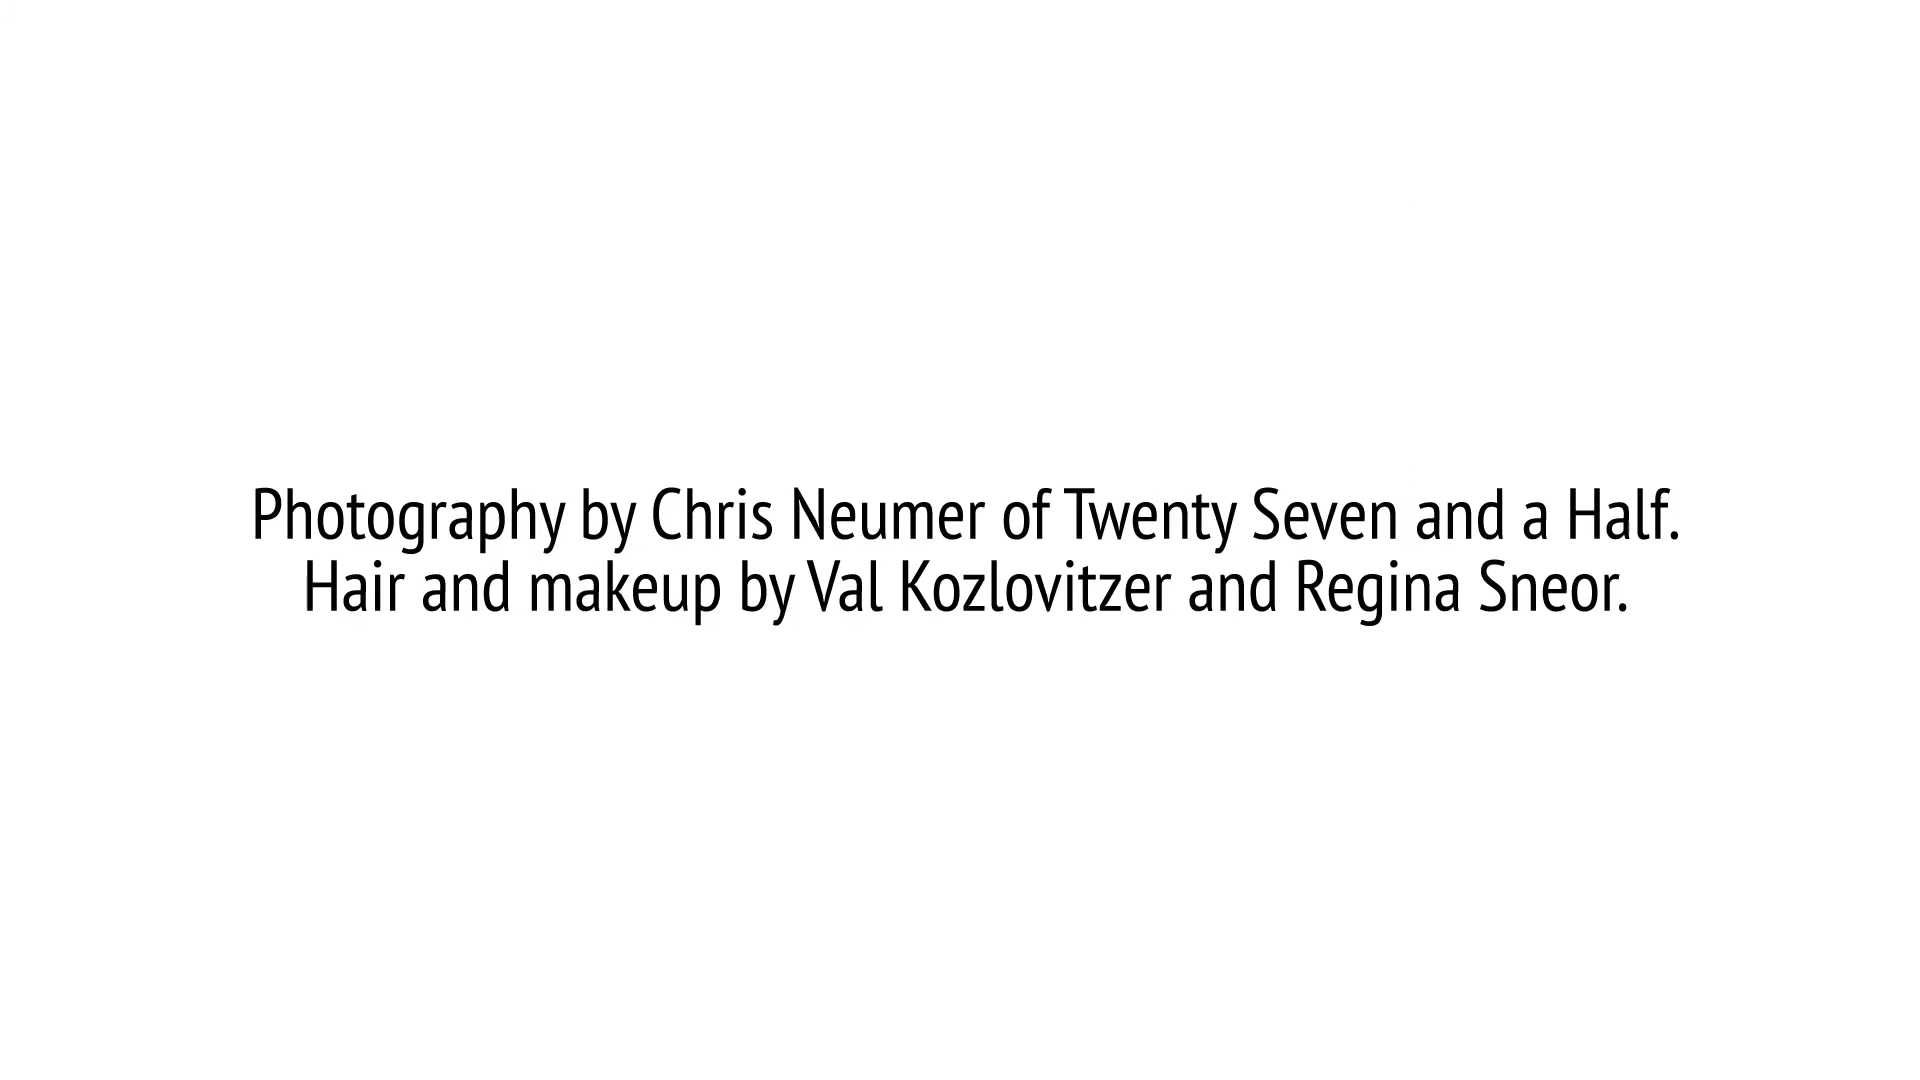 Photography by Chris Neumer of Twenty Seven and a Half.
Hair and makeup by Val Kozlovitzer and Regina Sneor.